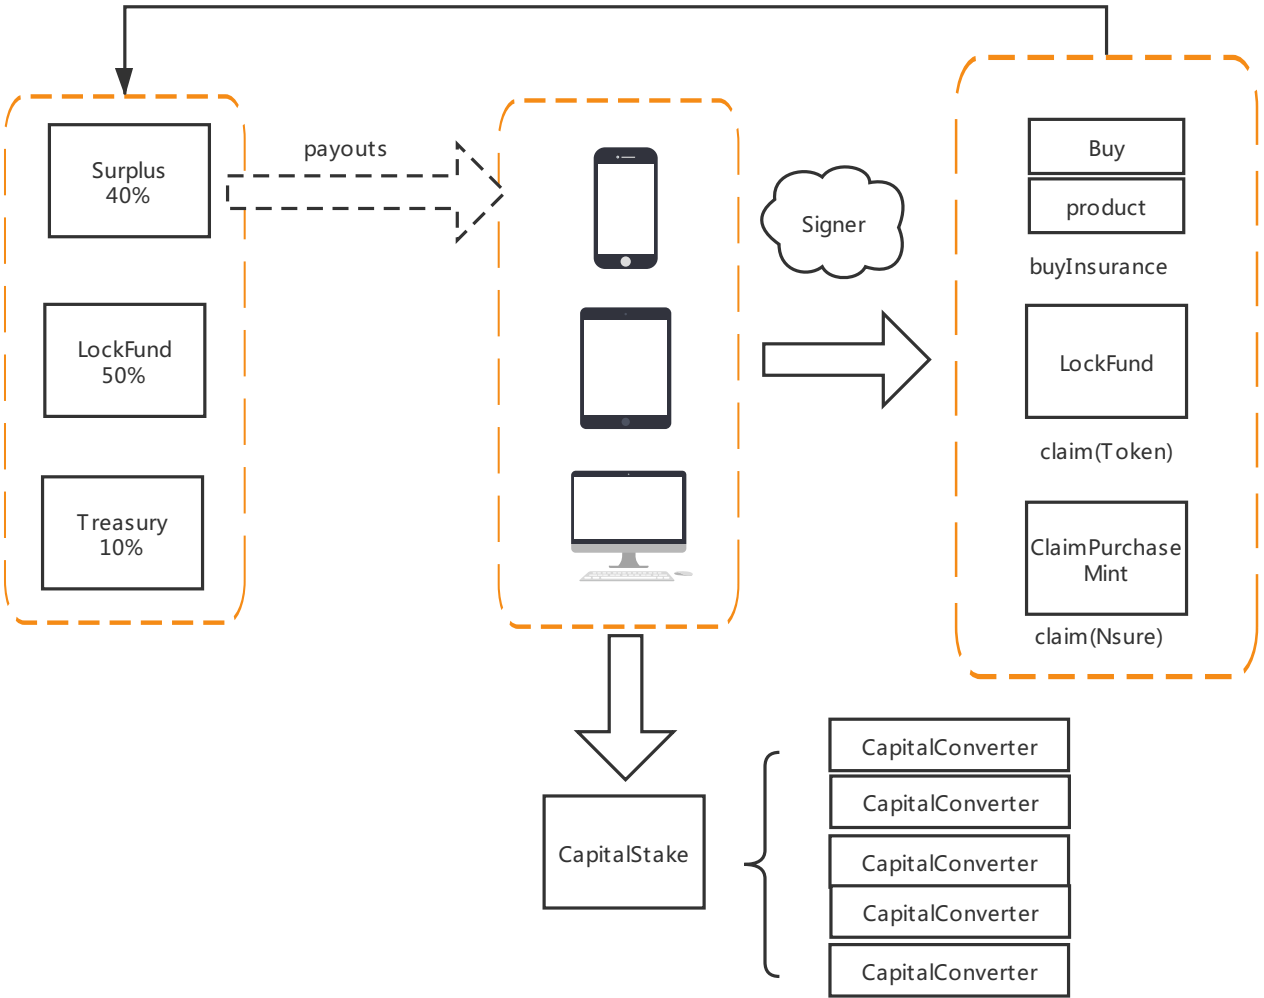 Surplus
40%
LockFund
50%
Treasury
10%
payouts
Signer
Buy
product
buyInsurance
LockFund
claim(Token)
ClaimPurchase
Mint
claim(Nsure)
CapitalStake
CapitalConverter
CapitalConverter
CapitalConverter
CapitalConverter
CapitalConverter